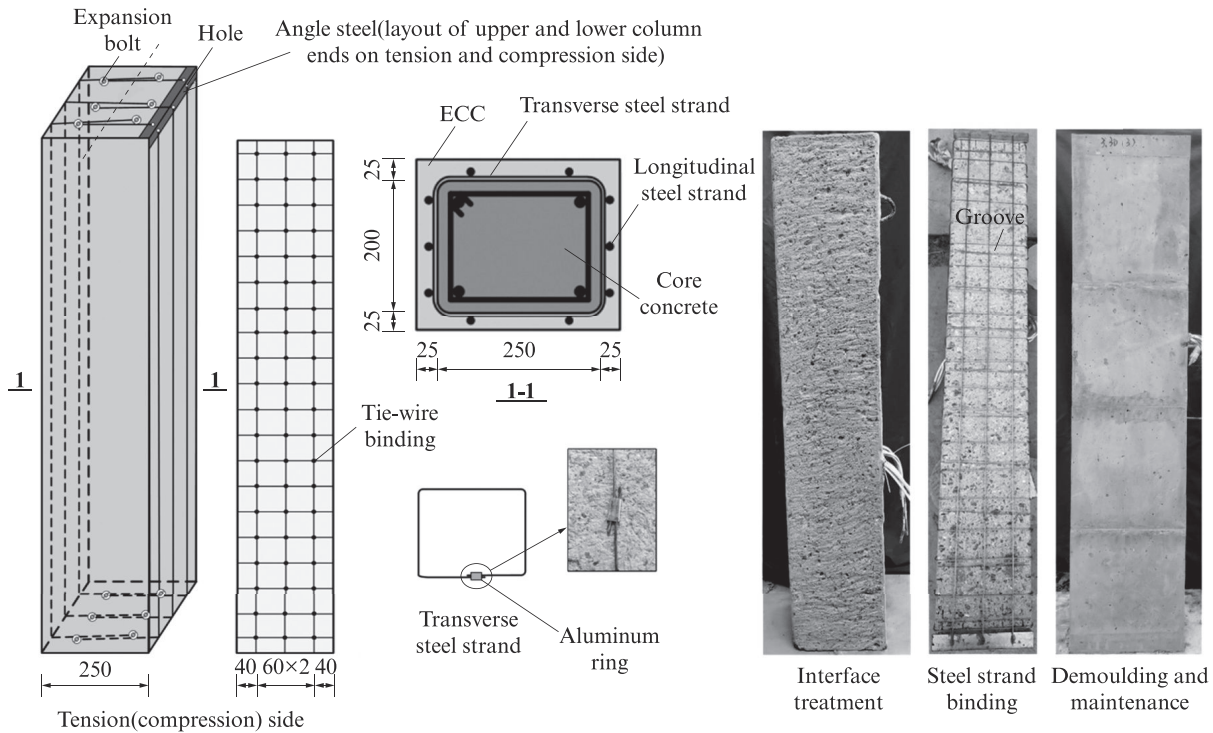 Expansion
bolt
Hole
Angle steel(layout of upper and lower column
ends on tension and compression side)
1
1
250
Tension(compression) side
40 60×2 40
Tie-wire
binding
ECC
Transverse steel strand
Longitudinal
steel strand
Core
concrete
25
200
25
25
250
25
1-1
Transverse
steel strand
Aluminum
ring
Groove
Interface
treatment
Steel strand
binding
Demoulding and
maintenance